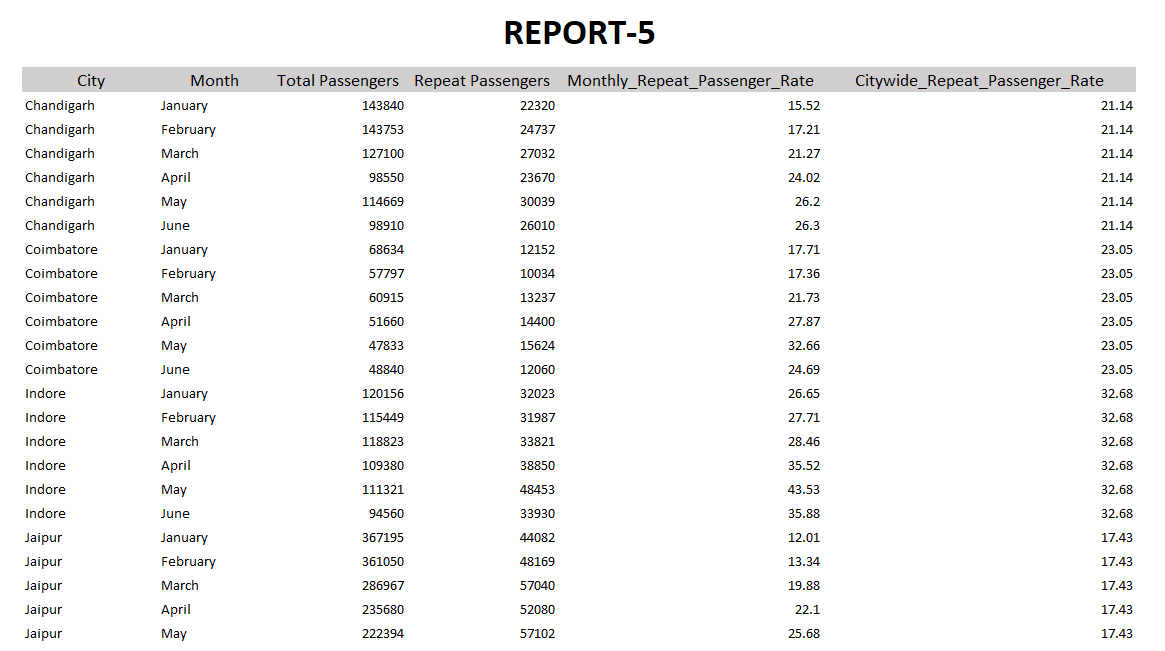 REPORT-5
City Month Total Passengers Repeat Passengers Monthly_Repeat_Passenger_Rate Citywide_Repeat_Passenger_Rate
Chandigarh January 143840 22320 15.52 21.14
Chandigarh February 143753 24737 17.21 21.14
Chandigarh March 127100 27032 21.27 21.14
Chandigarh April 98550 23670 24.02 21.14
Chandigarh May 114669 30039 26.2 21.14
Chandigarh June 98910 26010 26.3 21.14
Coimbatore January 68634 12152 17.71 23.05
Coimbatore February 57797 10034 17.36 23.05
Coimbatore March 60915 13237 21.73 23.05
Coimbatore April 51660 14400 27.87 23.05
Coimbatore May 47833 15624 32.66 23.05
Coimbatore June 48840 12060 24.69 23.05
Indore January 120156 32023 26.65 32.68
Indore February 115449 31987 27.71 32.68
Indore March 118823 33821 28.46 32.68
Indore April 109380 38850 35.52 32.68
Indore May 111321 48453 43.53 32.68
Indore June 94560 33930 35.88 32.68
Jaipur January 367195 44082 12.01 17.43
Jaipur February 361050 48169 13.34 17.43
Jaipur March 286967 57040 19.88 17.43
Jaipur April 235680 52080 22.1 17.43
Jaipur May 222394 57102 25.68 17.43